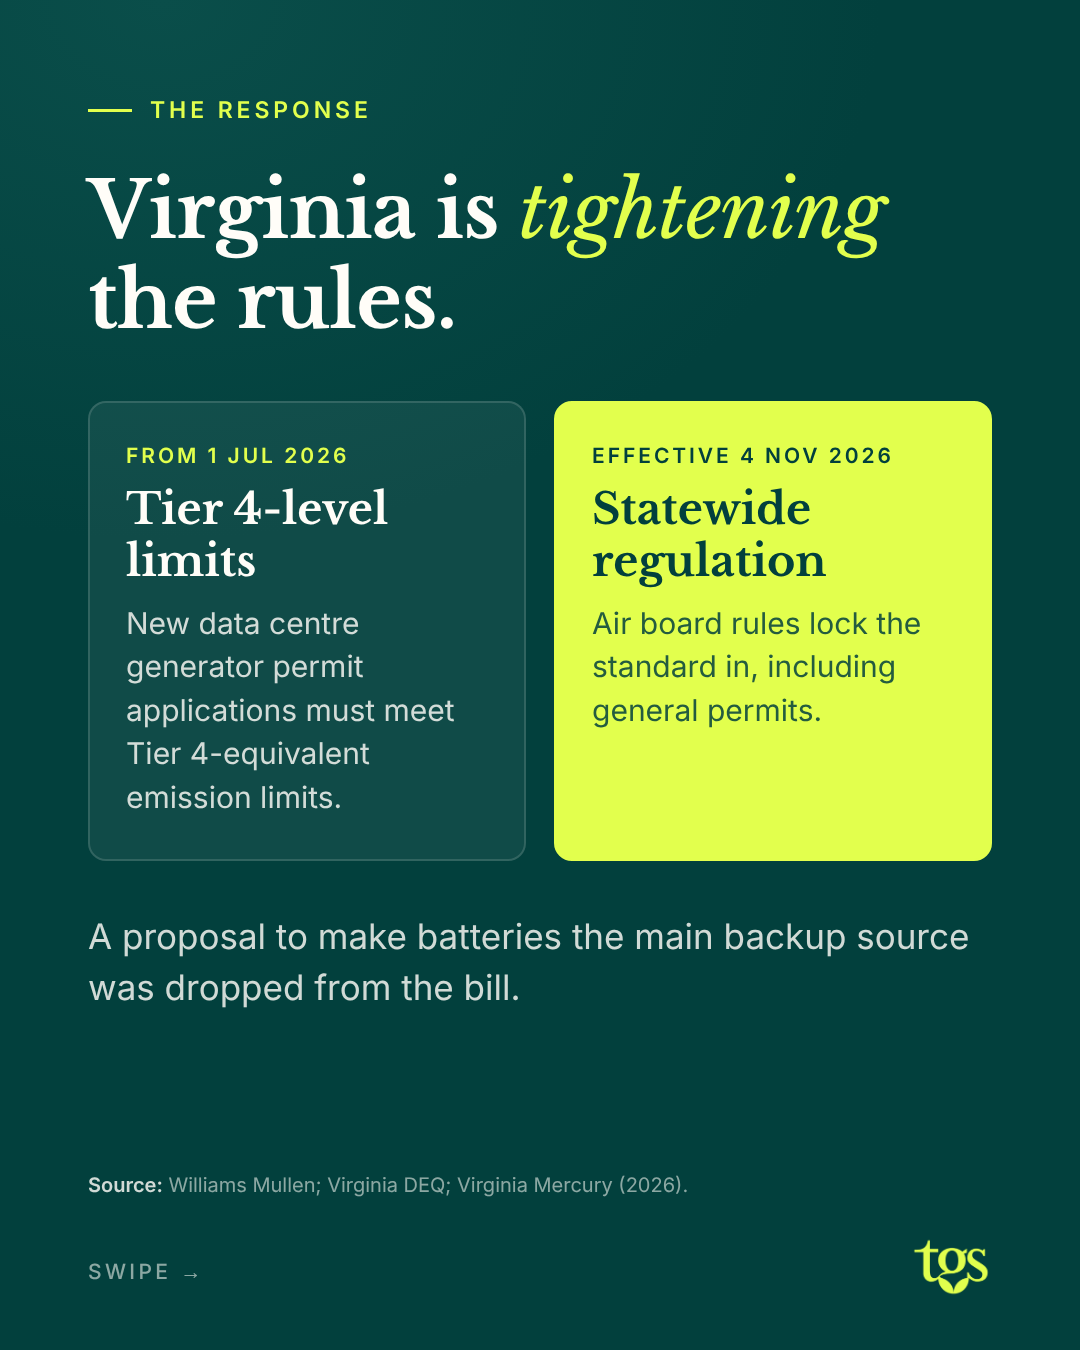 THE RESPONSE
Virginia is tightening
the rules.
FROM 1 JUL 2026
Tier 4-level
limits
New data centre
generator permit
applications must meet
Tier 4-equivalent
emission limits.
EFFECTIVE 4 NOV 2026
Statewide
regulation
Air board rules lock the
standard in, including
general permits.
A proposal to make batteries the main backup source
was dropped from the bill.
Source: Williams Mullen; Virginia DEQ; Virginia Mercury (2026).
SWIPE →
tgs